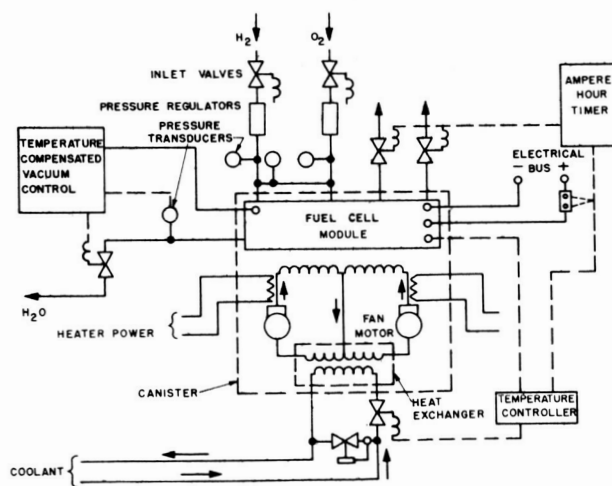 H2
O2
INLET VALVES
PRESSURE REGULATORS
PRESSURE
TRANSDUCERS
AMPERE
HOUR
TIMER
TEMPERATURE
COMPENSATED
VACUUM
CONTROL
ELECTRICAL
- BUS +
FUEL CELL
MODULE
H2O
HEATER POWER
FAN
MOTOR
CANISTER
HEAT
EXCHANGER
TEMPERATURE
CONTROLLER
COOLANT